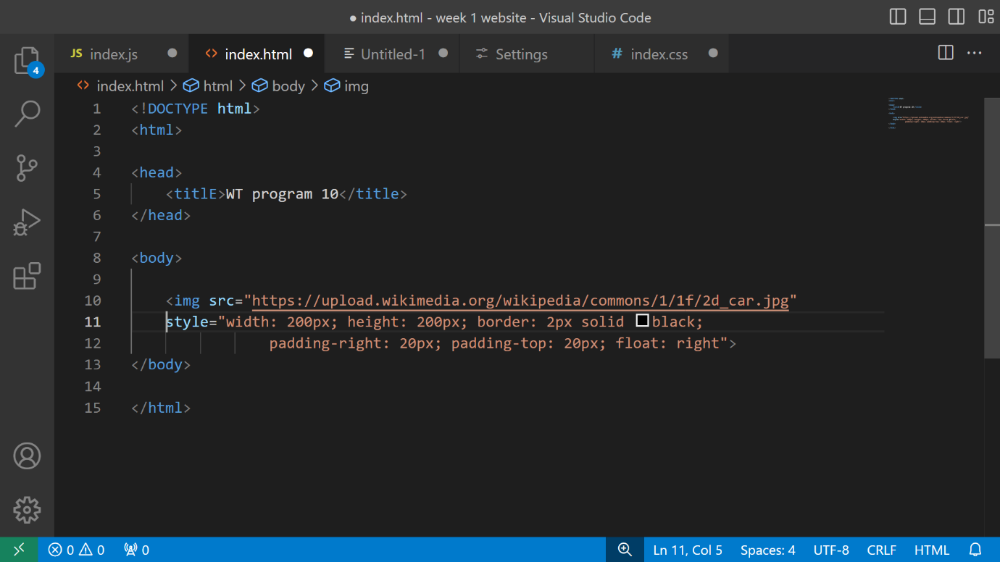 ● index.html - week 1 website - Visual Studio Code
JS index.js ● <> index.html ● Untitled-1 ● Settings # index.css ●
4
<> index.html > html > body > img
1 <!DOCTYPE html>
2 <html>
3
4 <head>
5 <titlE>WT program 10</title>
6 </head>
7
8 <body>
9
10 <img src="https://upload.wikimedia.org/wikipedia/commons/1/1f/2d_car.jpg"
11 style="width: 200px; height: 200px; border: 2px solid black;
12 padding-right: 20px; padding-top: 20px; float: right">
13 </body>
14
15 </html>
0 0 0 Ln 11, Col 5 Spaces: 4 UTF-8 CRLF HTML